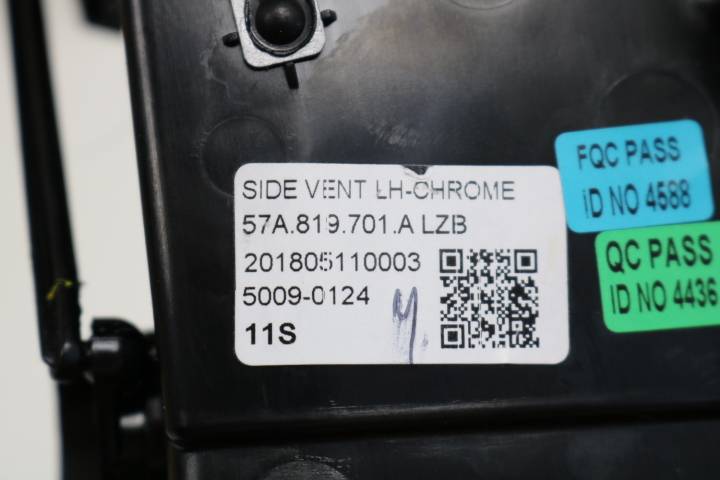 SIDE VENT LH-CHROME
57A.819.701.A LZB
201805110003
5009-0124
11S
FQC PASS
iD NO 4588
QC PASS
ID NO 4436